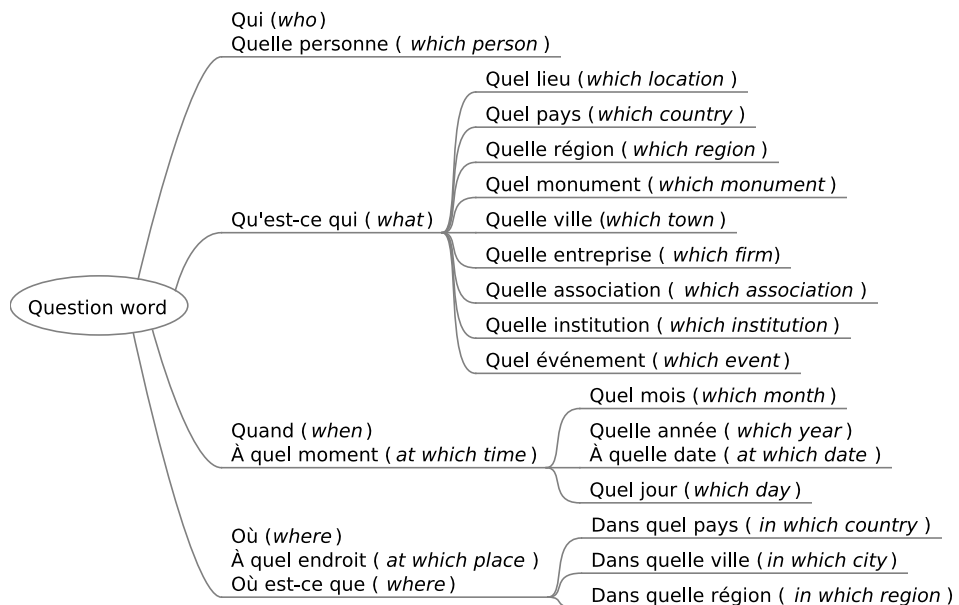 Qui (who)
Quelle personne ( which person )
Quel lieu (which location )
Quel pays (which country )
Quelle région ( which region )
Quel monument ( which monument )
Qu'est-ce qui ( what )
Quelle ville (which town )
Quelle entreprise ( which firm)
Quelle association ( which association )
Question word
Quelle institution ( which institution )
Quel événement ( which event )
Quel mois (which month )
Quand (when)
À quel moment ( at which time )
Quelle année ( which year)
À quelle date ( at which date )
Quel jour (which day )
Où (where)
À quel endroit ( at which place )
Où est-ce que ( where)
Dans quel pays ( in which country )
Dans quelle ville ( in which city)
Dans quelle région ( in which region )